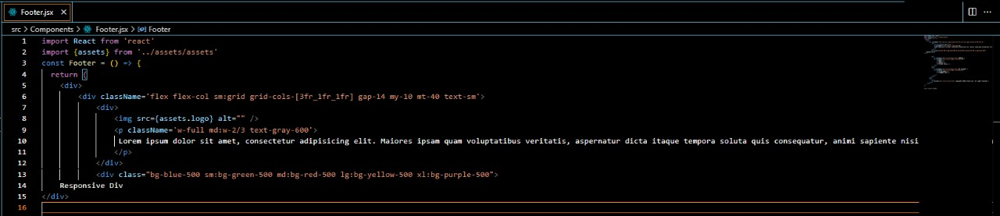 Footer.jsx ×
src > Components > Footer.jsx > Footer
1 import React from 'react'
2 import {assets} from '../assets/assets'
3 const Footer = () => {
4 return (
5 <div>
6 <div className='flex flex-col sm:grid grid-cols-[3fr_1fr_1fr] gap-14 my-10 mt-40 text-sm'>
7 <div>
8 <img src={assets.logo} alt="" />
9 <p className='w-full md:w-2/3 text-gray-600'>
10 Lorem ipsum dolor sit amet, consectetur adipisicing elit. Maiores ipsam quam voluptatibus veritatis, aspernatur dicta itaque tempora soluta quis consequatur, animi sapiente nisi
11 </p>
12 </div>
13 <div class="bg-blue-500 sm:bg-green-500 md:bg-red-500 lg:bg-yellow-500 xl:bg-purple-500">
14 Responsive Div
15 </div>
16